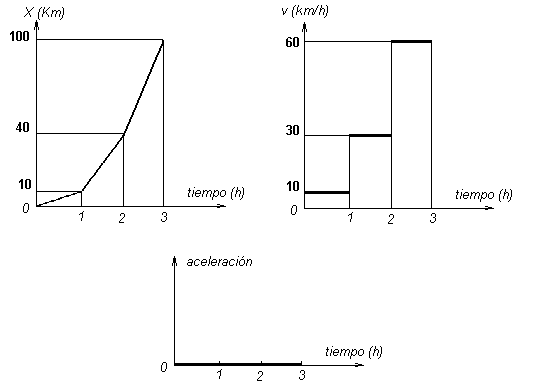 X (Km)
100
40
10
0
1 2 3
tiempo (h)
v (km/h)
60
30
10
0
1 2 3
tiempo (h)
aceleración
0
1 2 3
tiempo (h)